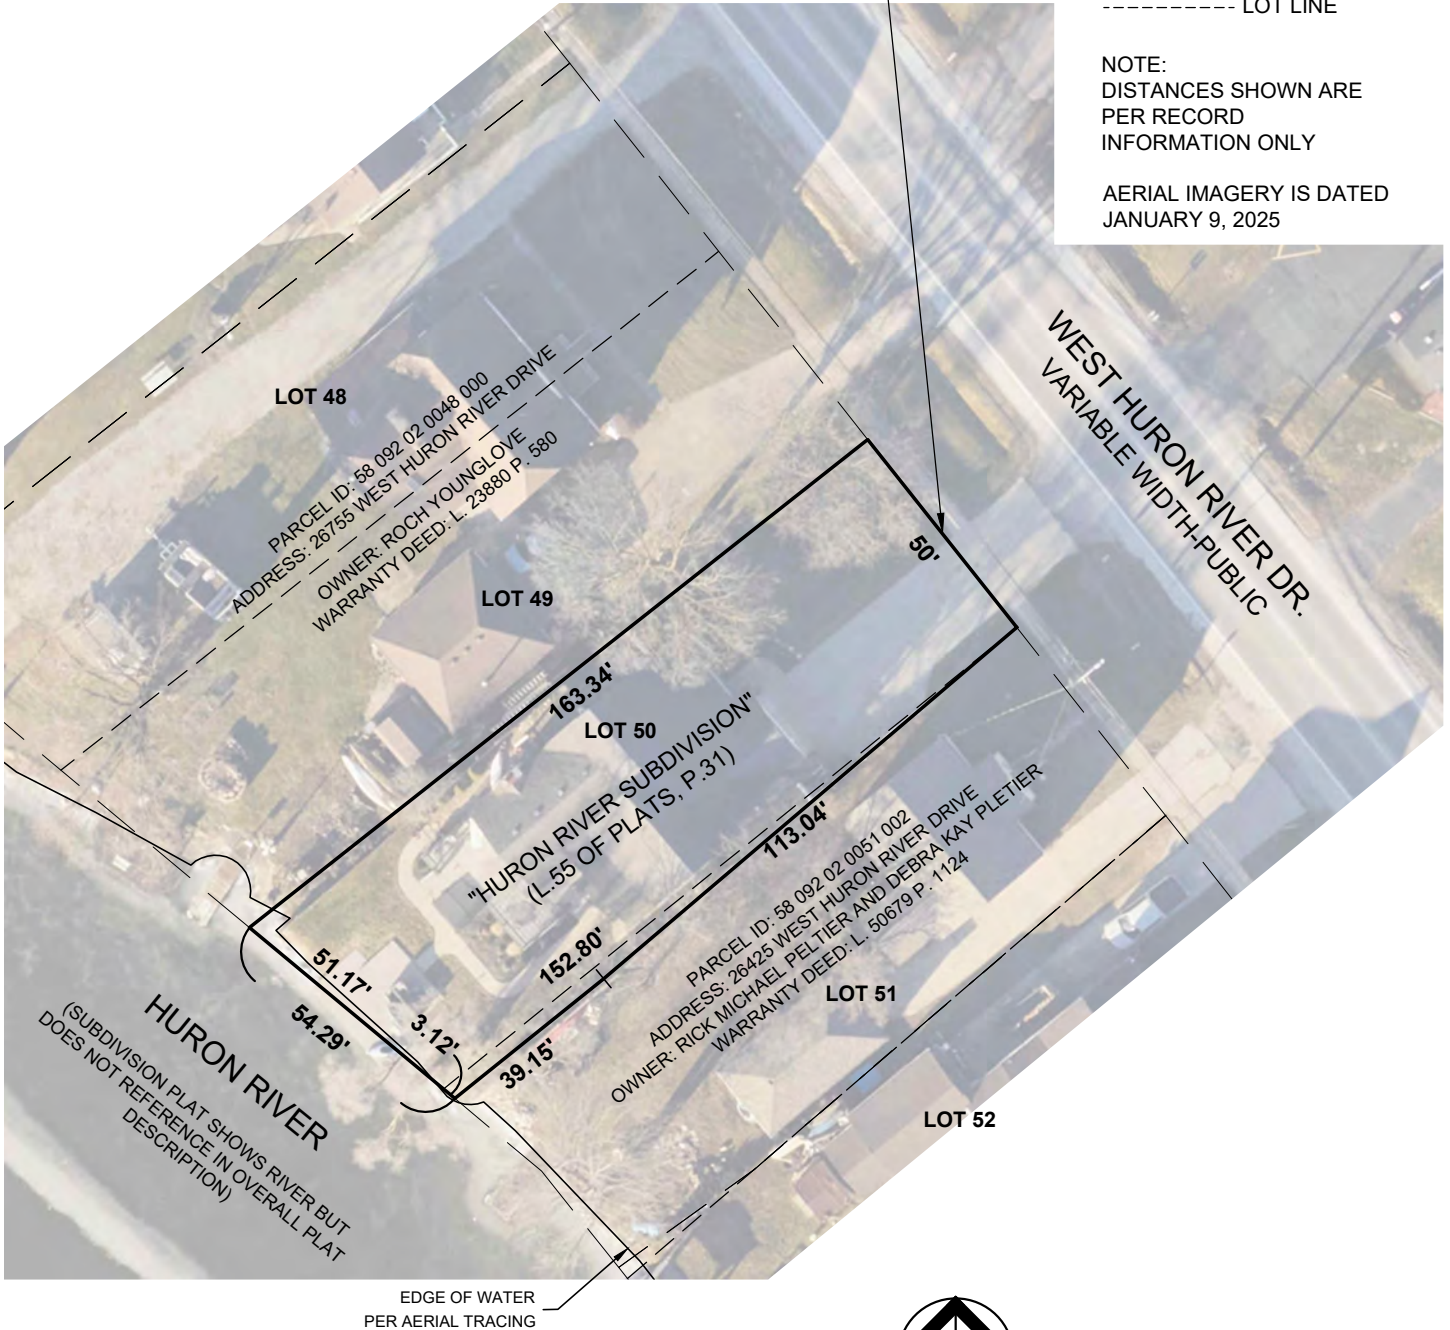 LOT LINE
NOTE:
DISTANCES SHOWN ARE
PER RECORD
INFORMATION ONLY
AERIAL IMAGERY IS DATED
JANUARY 9, 2025
WEST HURON RIVER DR.
VARIABLE WIDTH-PUBLIC
LOT 48
PARCEL ID: 58 092 02 0048 000
ADDRESS: 26755 WEST HURON RIVER DRIVE
OWNER: ROCH YOUNGLOVE
WARRANTY DEED: L. 23880 P. 580
50'
LOT 49
163.34'
LOT 50
"HURON RIVER SUBDIVISION"
(L.55 OF PLATS, P.31)
113.04'
PARCEL ID: 58 092 02 0051 002
ADDRESS: 26425 WEST HURON RIVER DRIVE
OWNER: RICK MICHAEL PELTIER AND DEBRA KAY PLETIER
WARRANTY DEED: L. 50679 P. 1124
152.80'
51.17'
54.29'
3.12'
39.15'
LOT 51
LOT 52
HURON RIVER
(SUBDIVISION PLAT SHOWS RIVER BUT
DOES NOT REFERENCE IN OVERALL PLAT
DESCRIPTION)
EDGE OF WATER
PER AERIAL TRACING